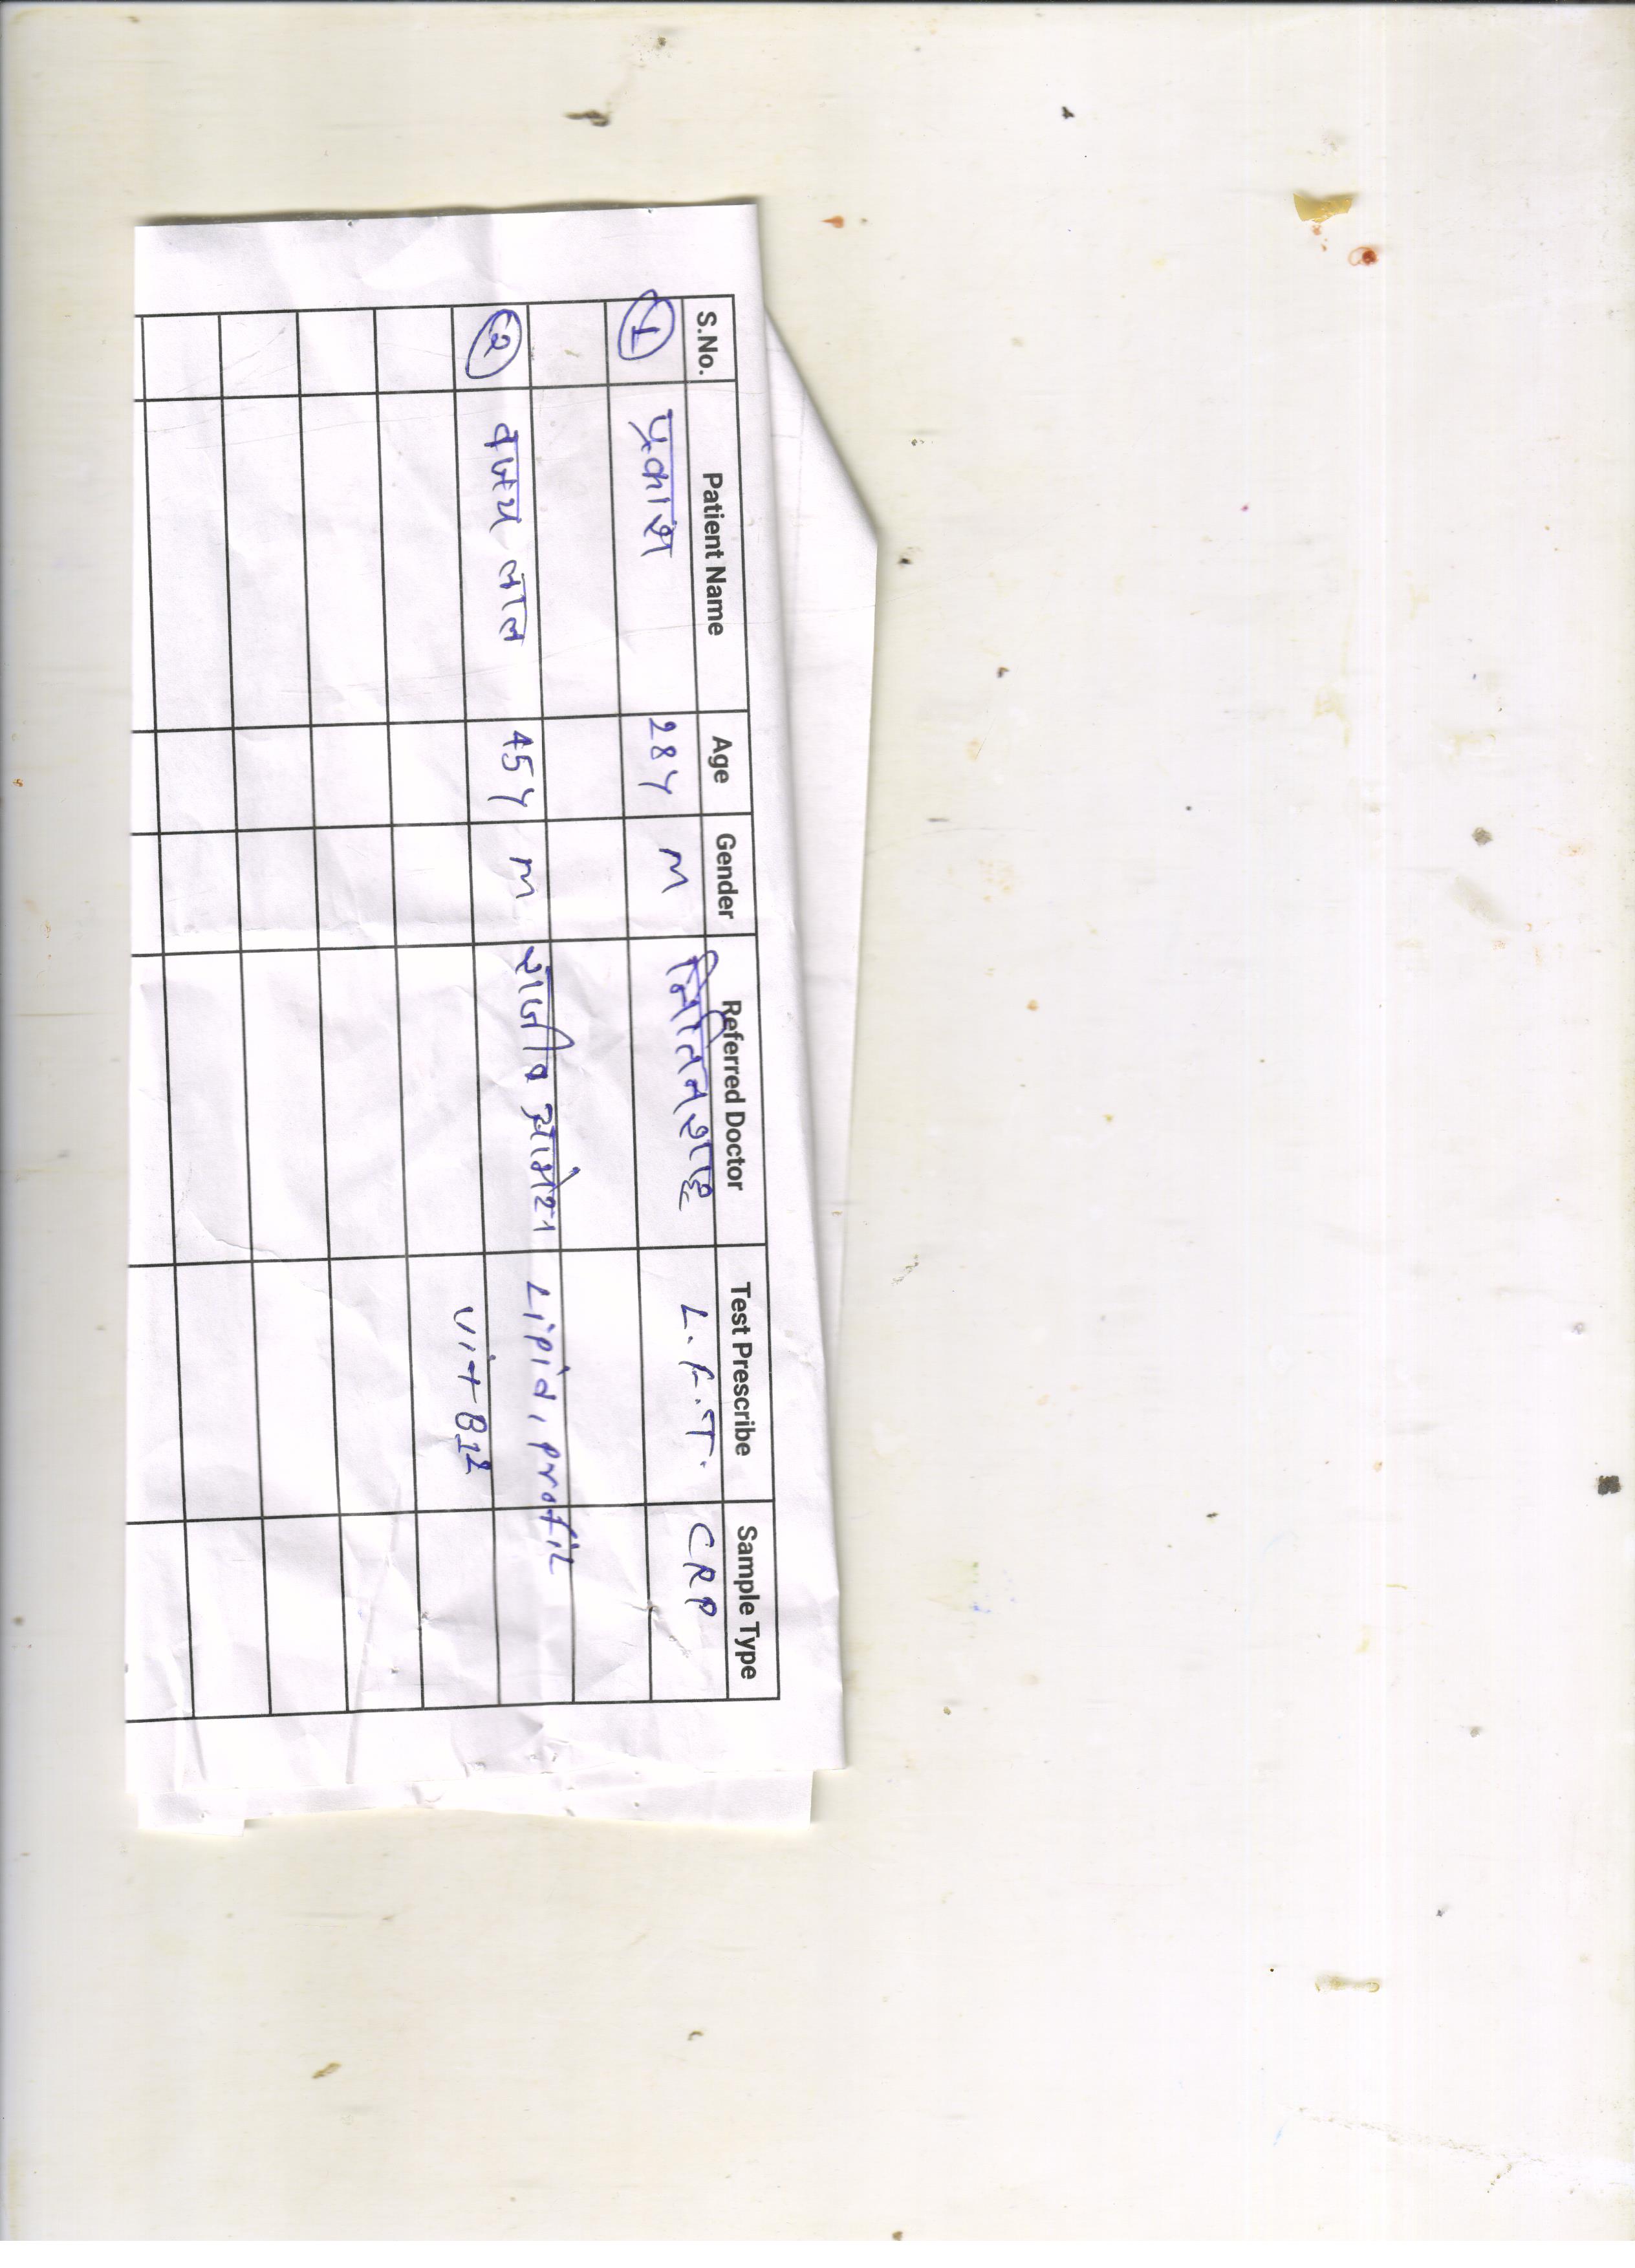 S.No. Patient Name Age Gender Referred Doctor Test Prescribe Sample Type
1 प्रकाश 28Y M L.F.T. CRP
2 लाल 45Y M राजीव Lipid, profil
Vit B12